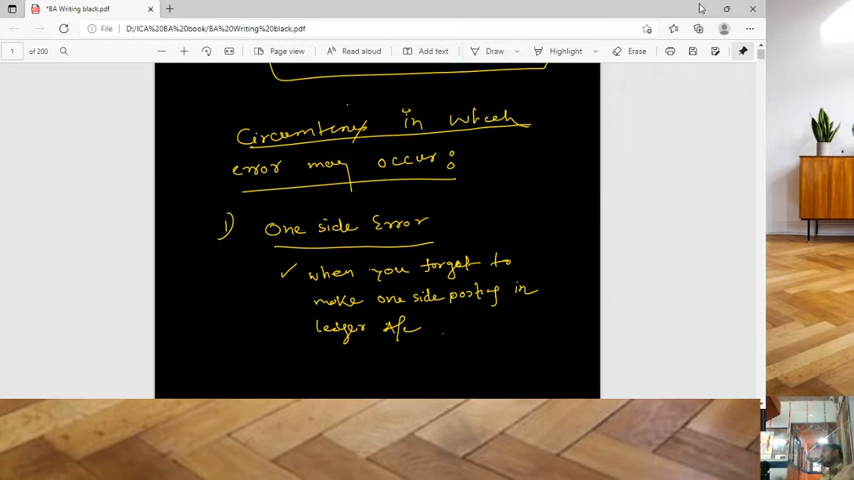 *BA Writing black.pdf
File D:/ICA%20BA%20book/BA%20Writing%20black.pdf
1 of 200 Page view Read aloud Add text Draw Highlight Erase
Circumtenys in which
error may occur:
1) One side Error
✓ when you forget to
make one side posting in
ledger A/c